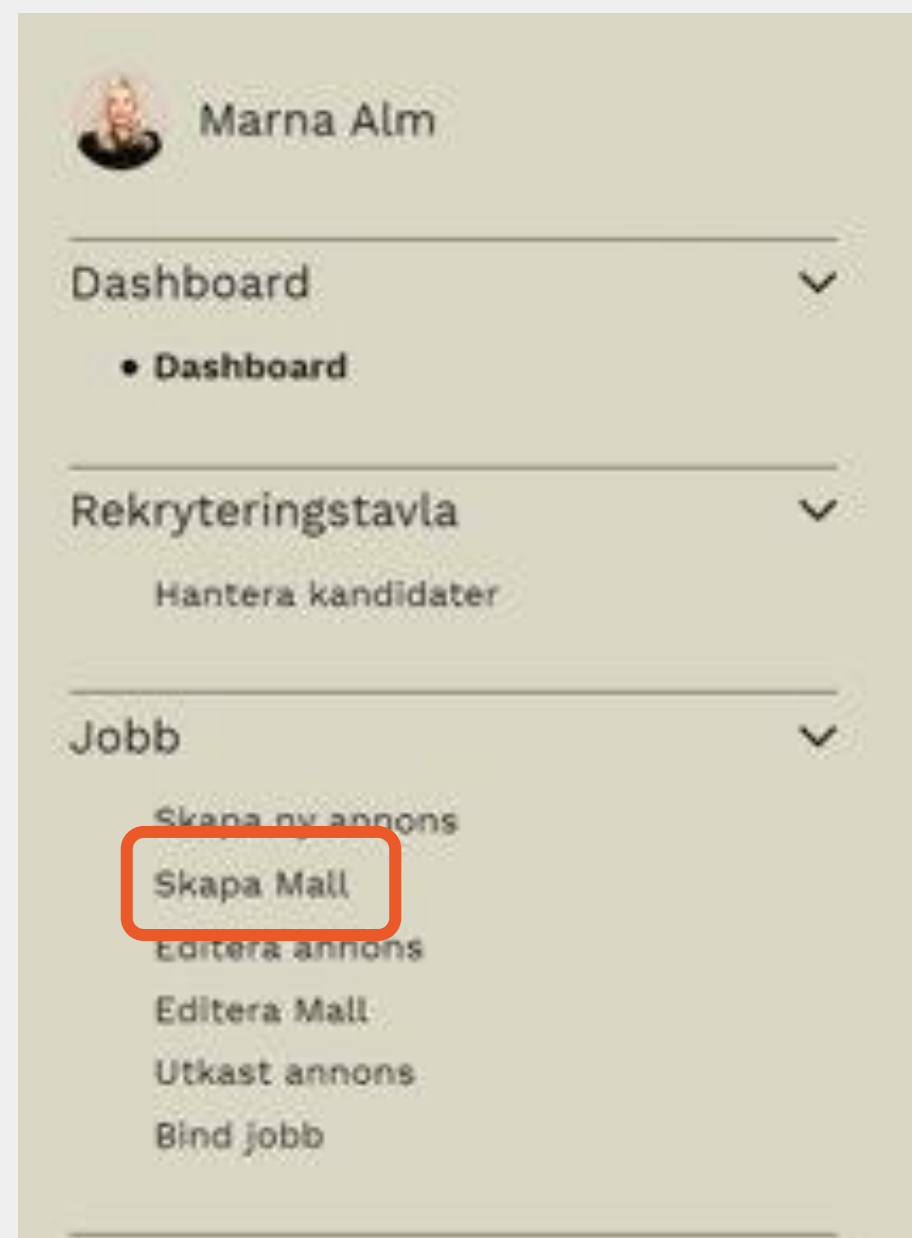 Marna Alm
Dashboard
• Dashboard
Rekryteringstavla
Hantera kandidater
Jobb
Skapa ny annons
Skapa Mall
Editera annons
Editera Mall
Utkast annons
Bind jobb